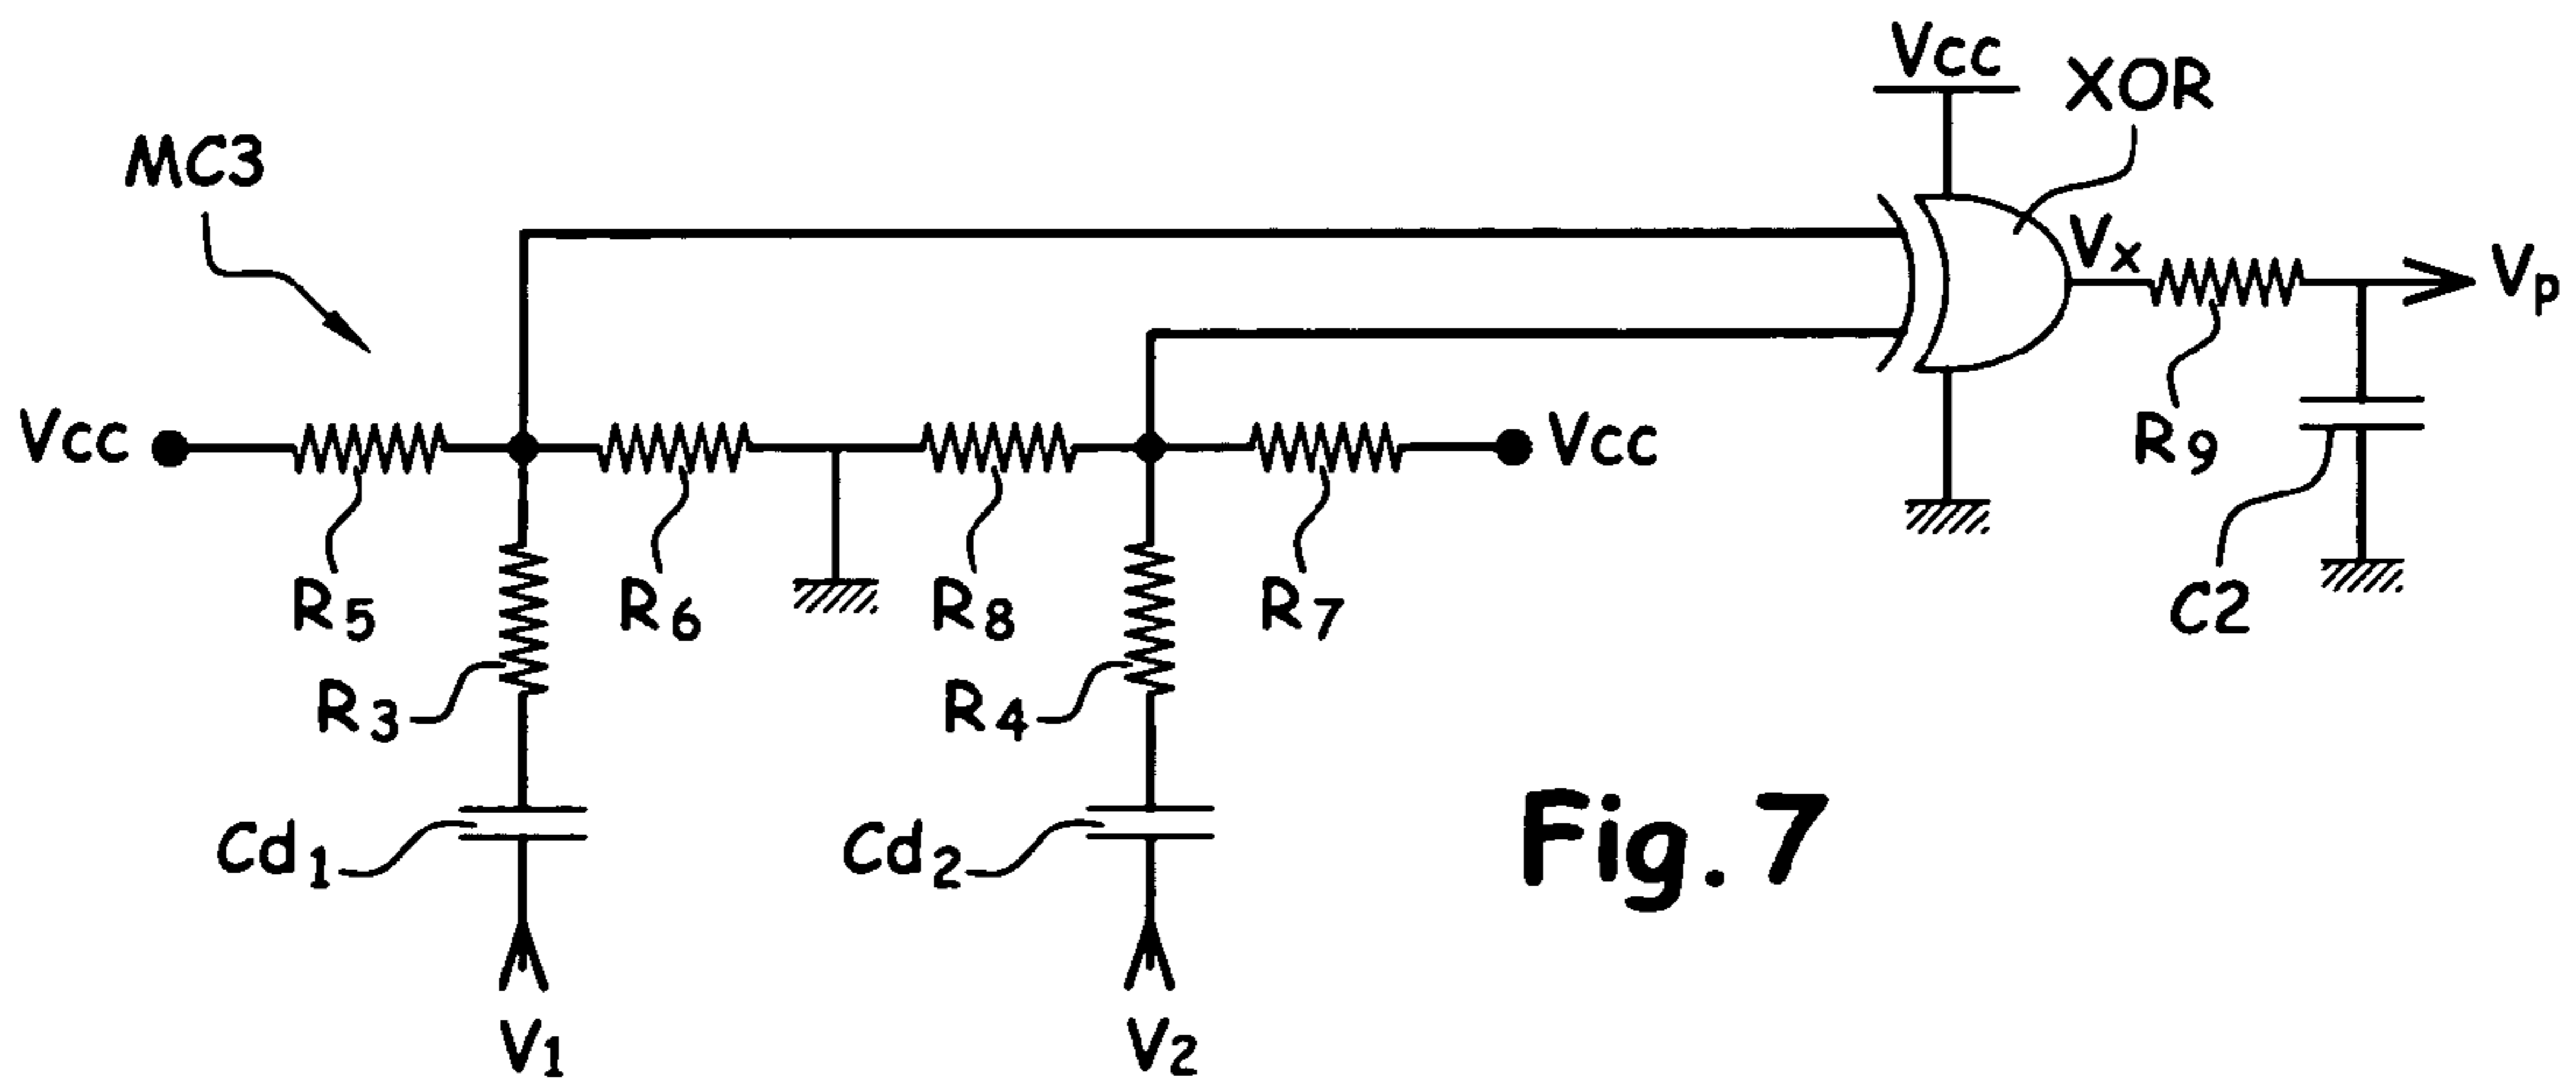 Vcc
XOR
MC3
Vx
Vp
Vcc
Vcc
R9
R5
R6
R8
R7
C2
R3
R4
Cd1
Cd2
Fig. 7
V1
V2